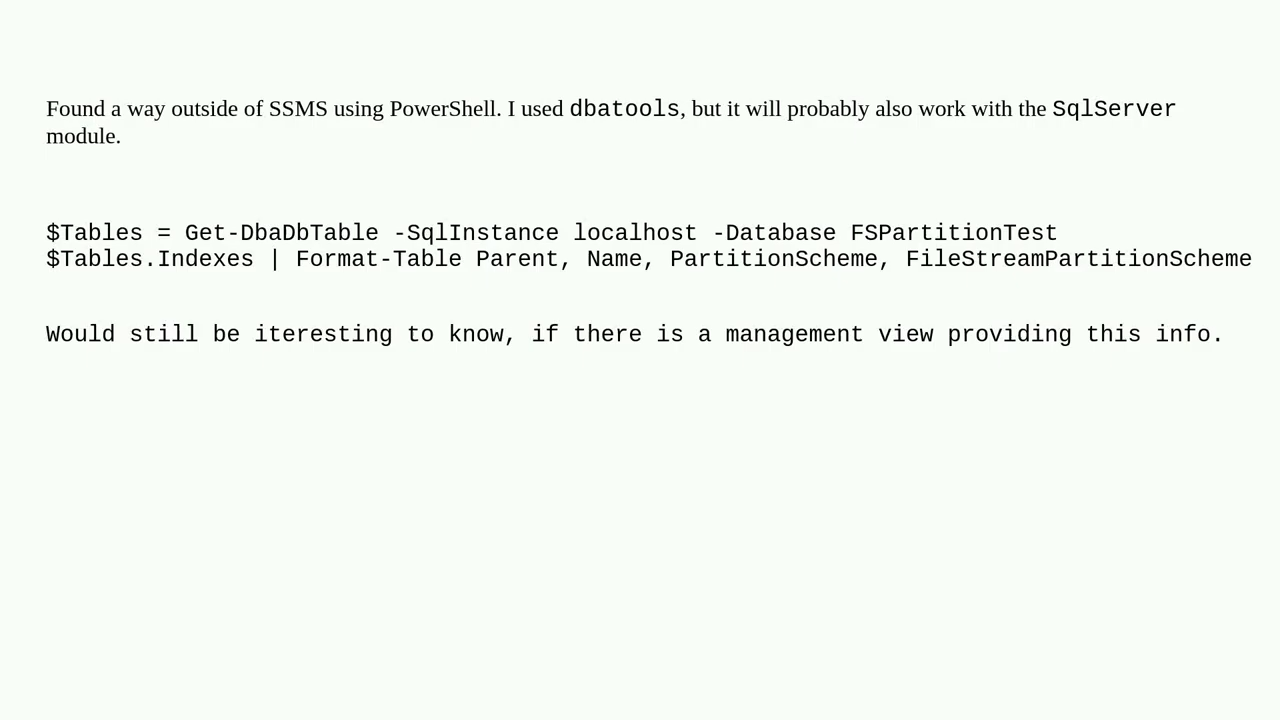 Found a way outside of SSMS using PowerShell. I used dbatools, but it will probably also work with the SqlServer
module.
$Tables = Get-DbaDbTable -SqlInstance localhost -Database FSPartitionTest
$Tables.Indexes | Format-Table Parent, Name, PartitionScheme, FileStreamPartitionScheme
Would still be iteresting to know, if there is a management view providing this info.